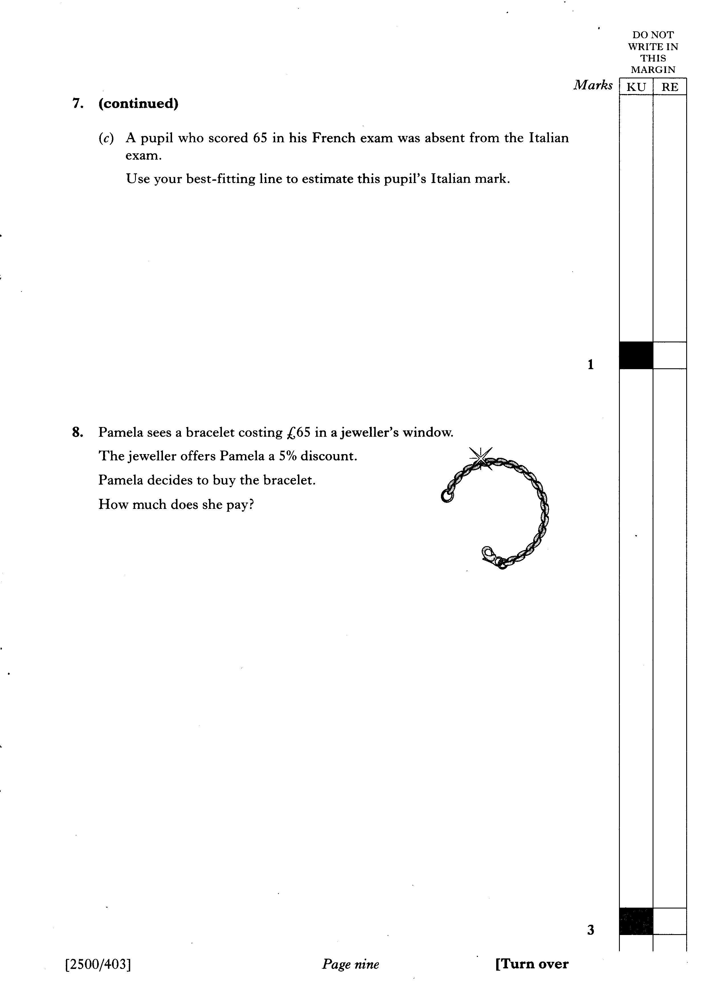 DO NOT
WRITE IN
THIS
MARGIN
Marks KU RE
7. (continued)
(c) A pupil who scored 65 in his French exam was absent from the Italian
exam.
Use your best-fitting line to estimate this pupil's Italian mark.
1
8. Pamela sees a bracelet costing £65 in a jeweller's window.
The jeweller offers Pamela a 5% discount.
Pamela decides to buy the bracelet.
How much does she pay?
3
[2500/403] Page nine [Turn over